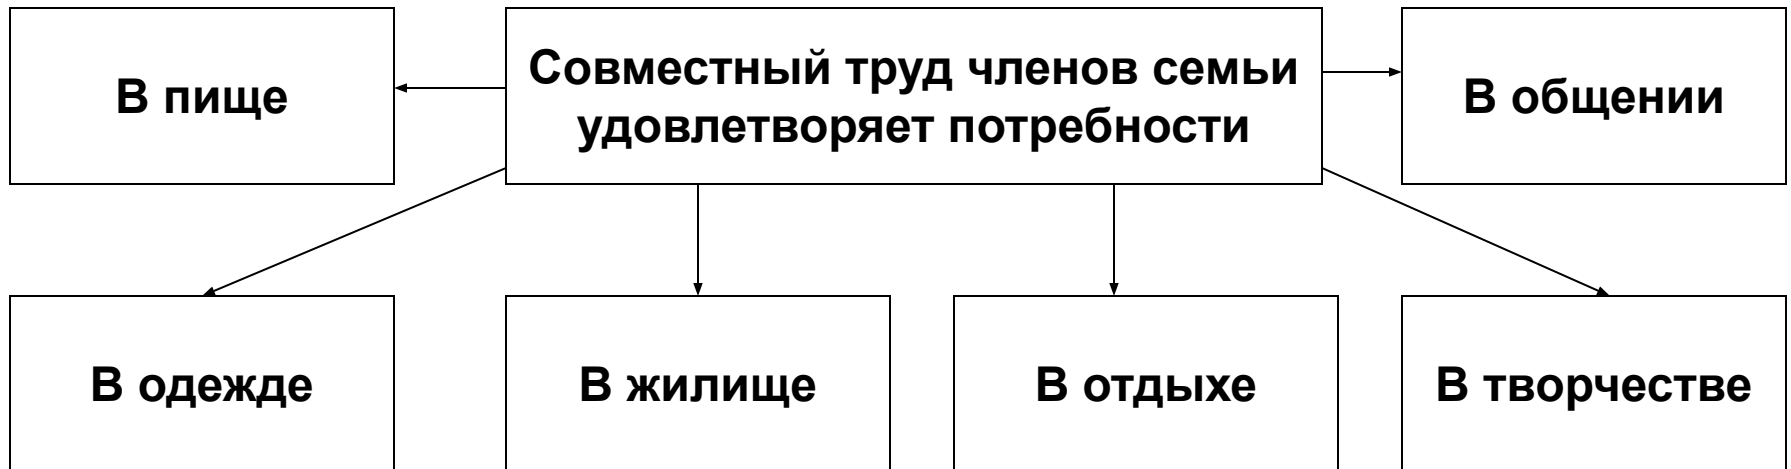 В пище
Совместный труд членов семьи
удовлетворяет потребности
В общении
В одежде
В жилище
В отдыхе
В творчестве